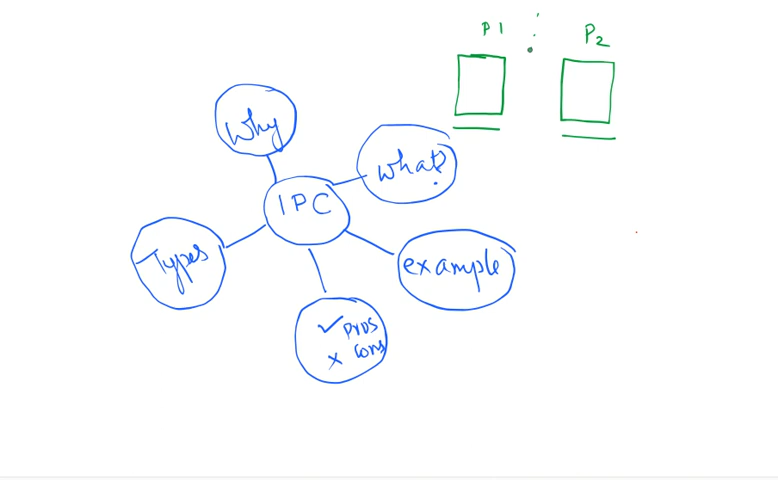 P1
P2
Why
What?
IPC
Types
example
✓ pros
x cons